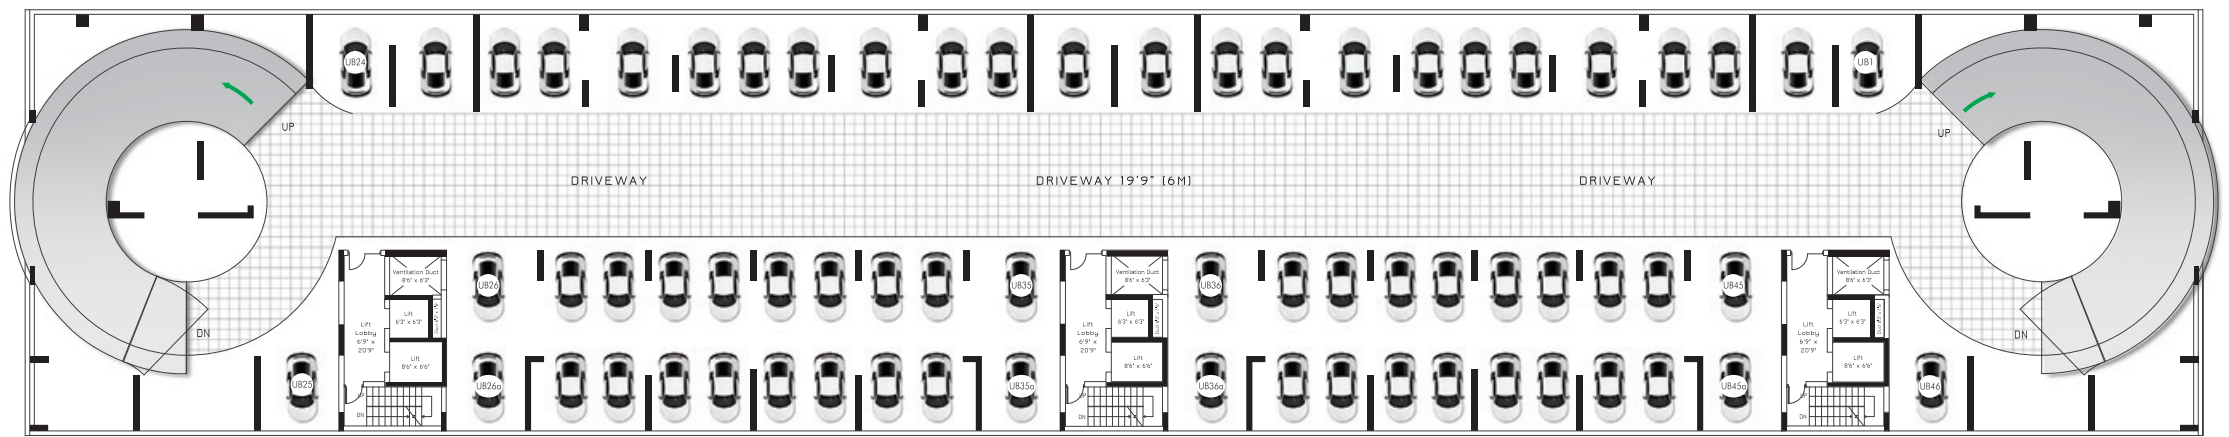 UB24
UB1
UP
UP
DRIVEWAY
DRIVEWAY 19'9" (6M)
DRIVEWAY
DN
DN
UB26
UB35
UB36
UB45
UB25
UB26a
UB35a
UB36a
UB45a
UB46
Ventilation Duct
8'6" x 6'3"
Lift
6'3" x 6'3"
Lift
Lobby
6'9" x
20'9"
Lift
8'6" x 6'6"
UP
DN
Ventilation Duct
8'6" x 6'3"
Lift
6'3" x 6'3"
Lift
Lobby
6'9" x
20'9"
Lift
8'6" x 6'6"
UP
DN
Ventilation Duct
8'6" x 6'3"
Lift
6'3" x 6'3"
Lift
Lobby
6'9" x
20'9"
Lift
8'6" x 6'6"
UP
DN